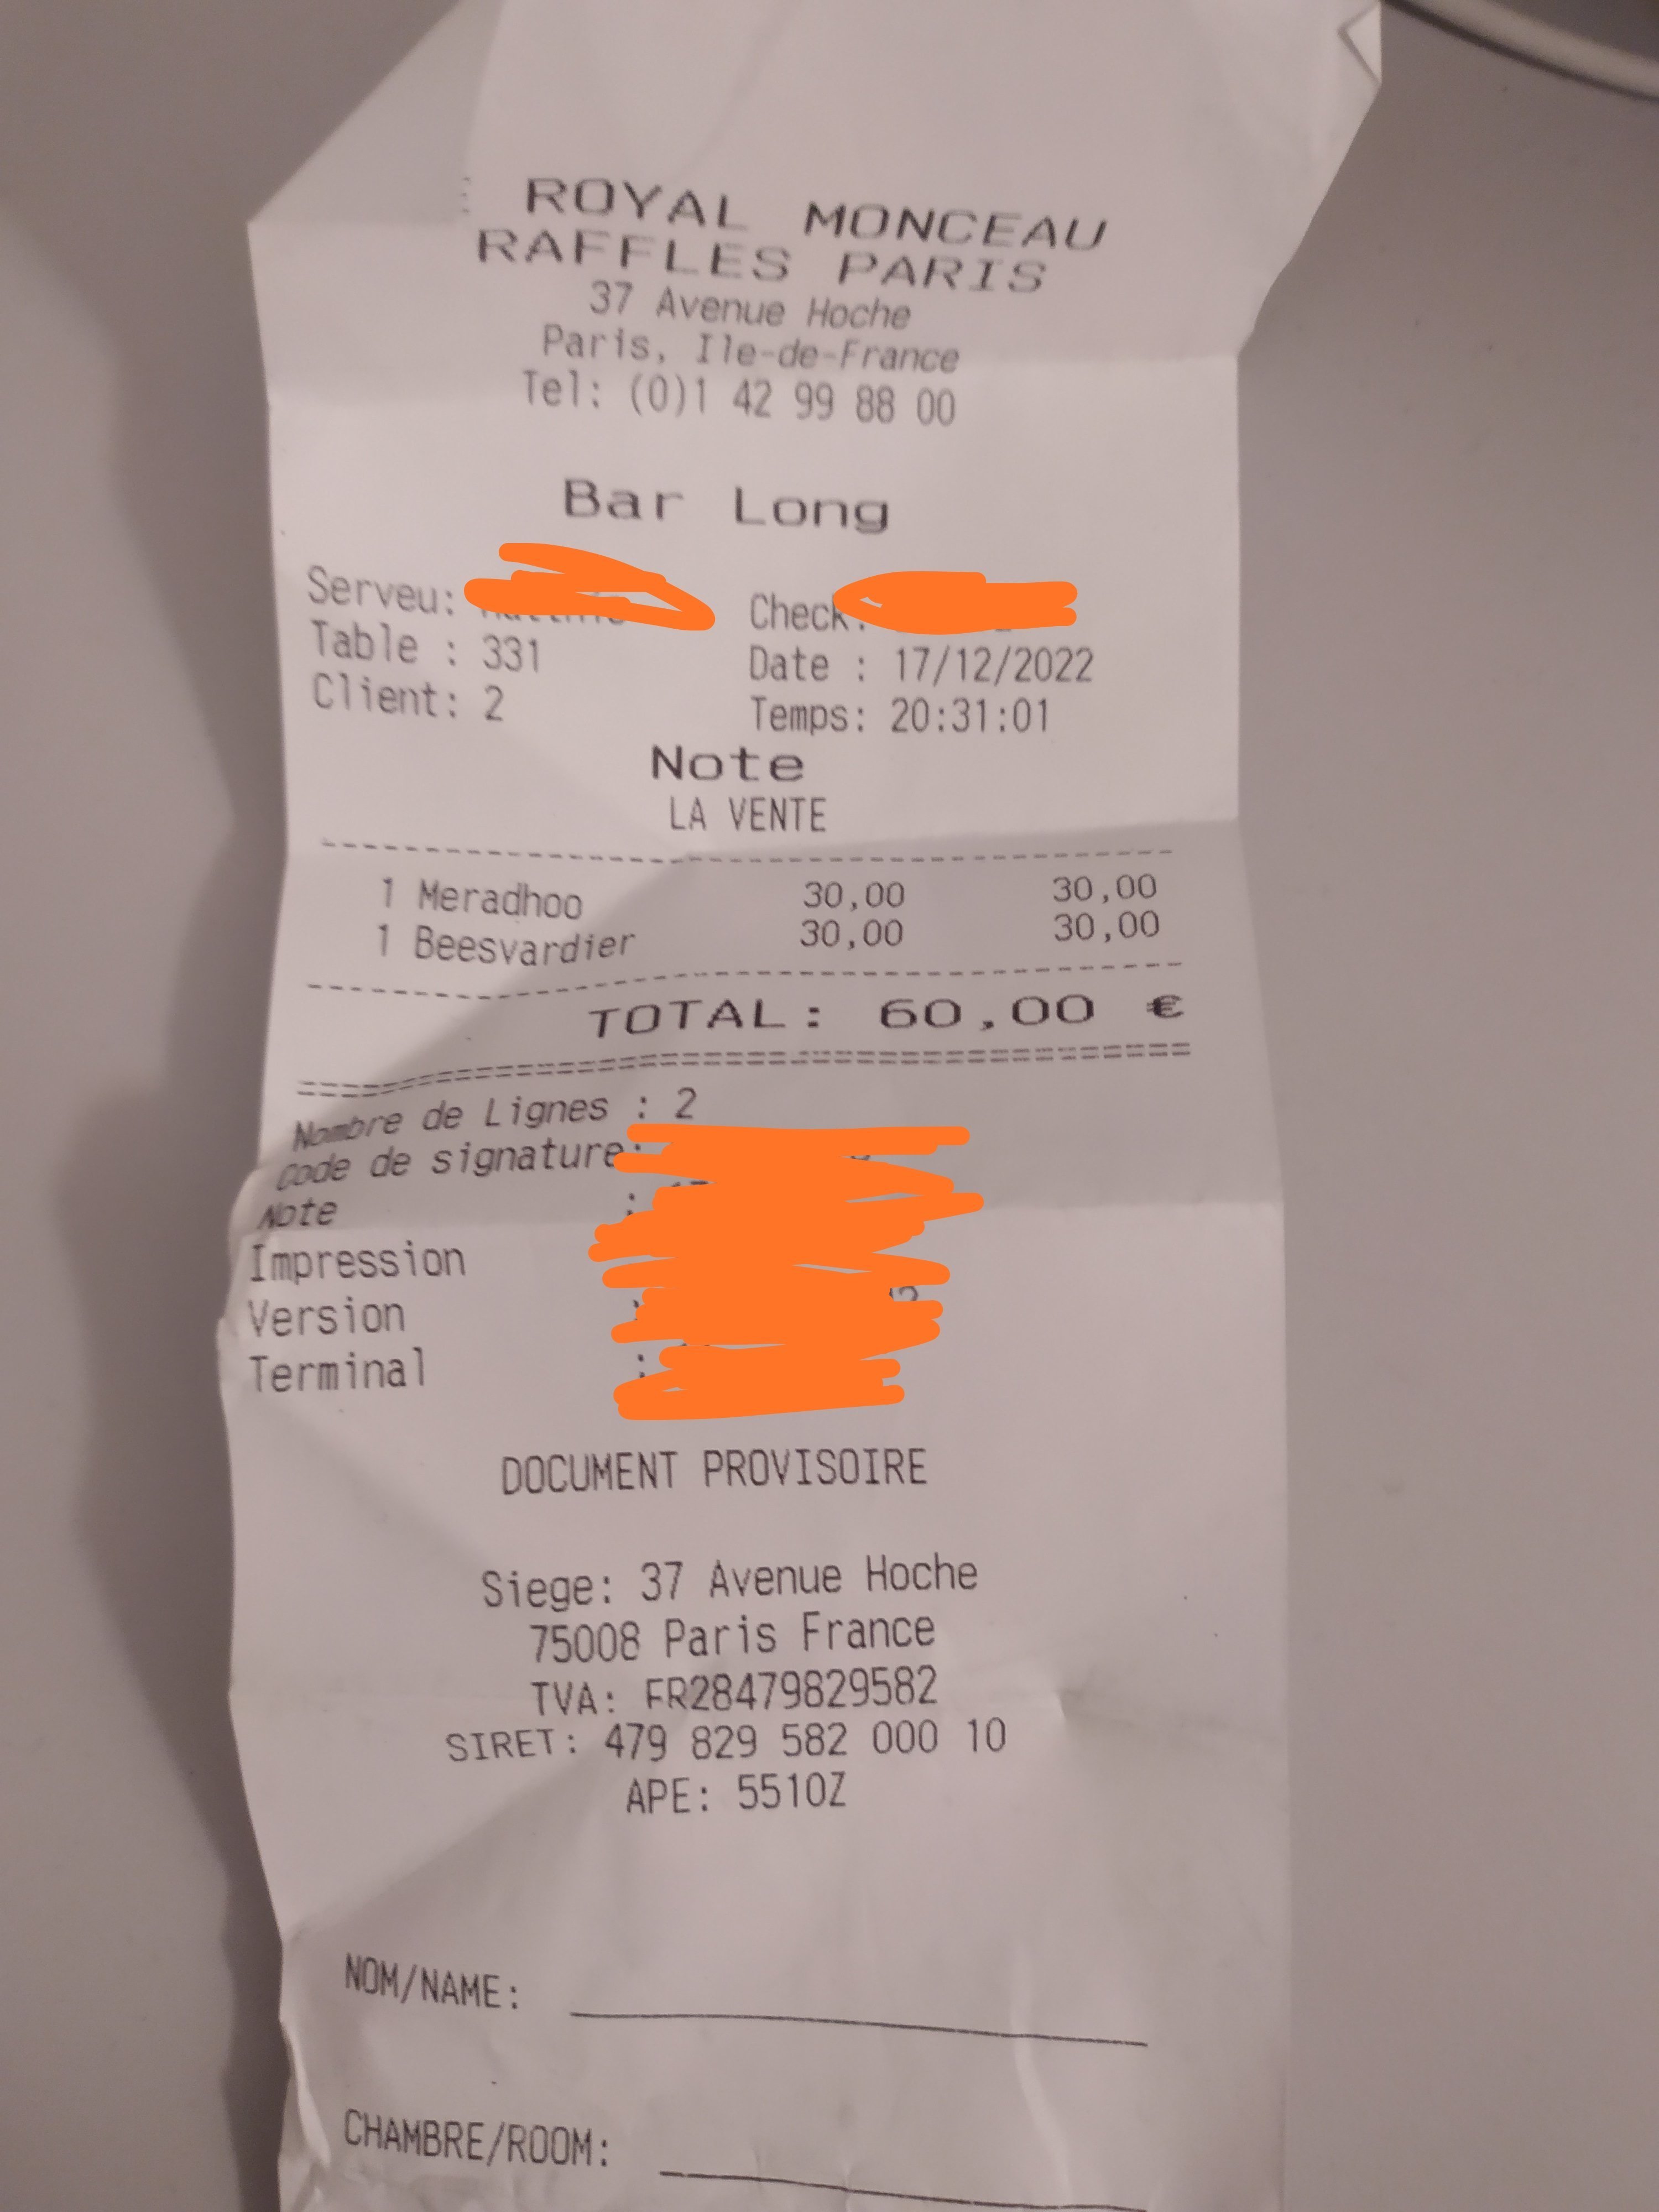 ROYAL MONCEAU
RAFFLES PARIS
37 Avenue Hoche
Paris, Ile-de-France
Tel: (0)1 42 99 88 00
Bar Long
Serveu: Check:
Table : 331 Date : 17/12/2022
Client: 2 Temps: 20:31:01
Note
LA VENTE
1 Meradhoo 30,00 30,00
1 Beesvardier 30,00 30,00
TOTAL: 60,00 €
Nombre de Lignes : 2
Code de signature:
Note :
Impression
Version :
Terminal :
DOCUMENT PROVISOIRE
Siege: 37 Avenue Hoche
75008 Paris France
TVA: FR28479829582
SIRET: 479 829 582 000 10
APE: 5510Z
NOM/NAME:
CHAMBRE/ROOM: